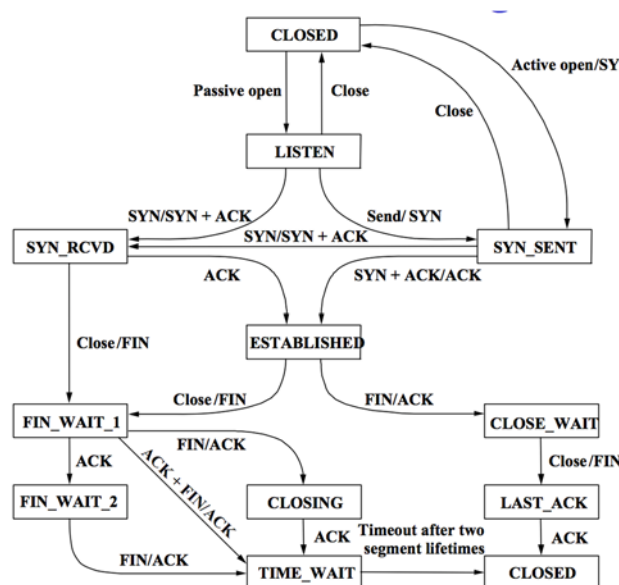 CLOSED
Active open/SY
Passive open
Close
Close
LISTEN
SYN/SYN + ACK
Send/ SYN
SYN_RCVD
SYN/SYN + ACK
SYN_SENT
ACK
SYN + ACK/ACK
ESTABLISHED
Close/FIN
Close/FIN
FIN/ACK
FIN_WAIT_1
FIN/ACK
CLOSE_WAIT
ACK
ACK + FIN/ACK
Close/FIN
FIN_WAIT_2
CLOSING
LAST_ACK
ACK
Timeout after two
segment lifetimes
ACK
FIN/ACK
TIME_WAIT
CLOSED